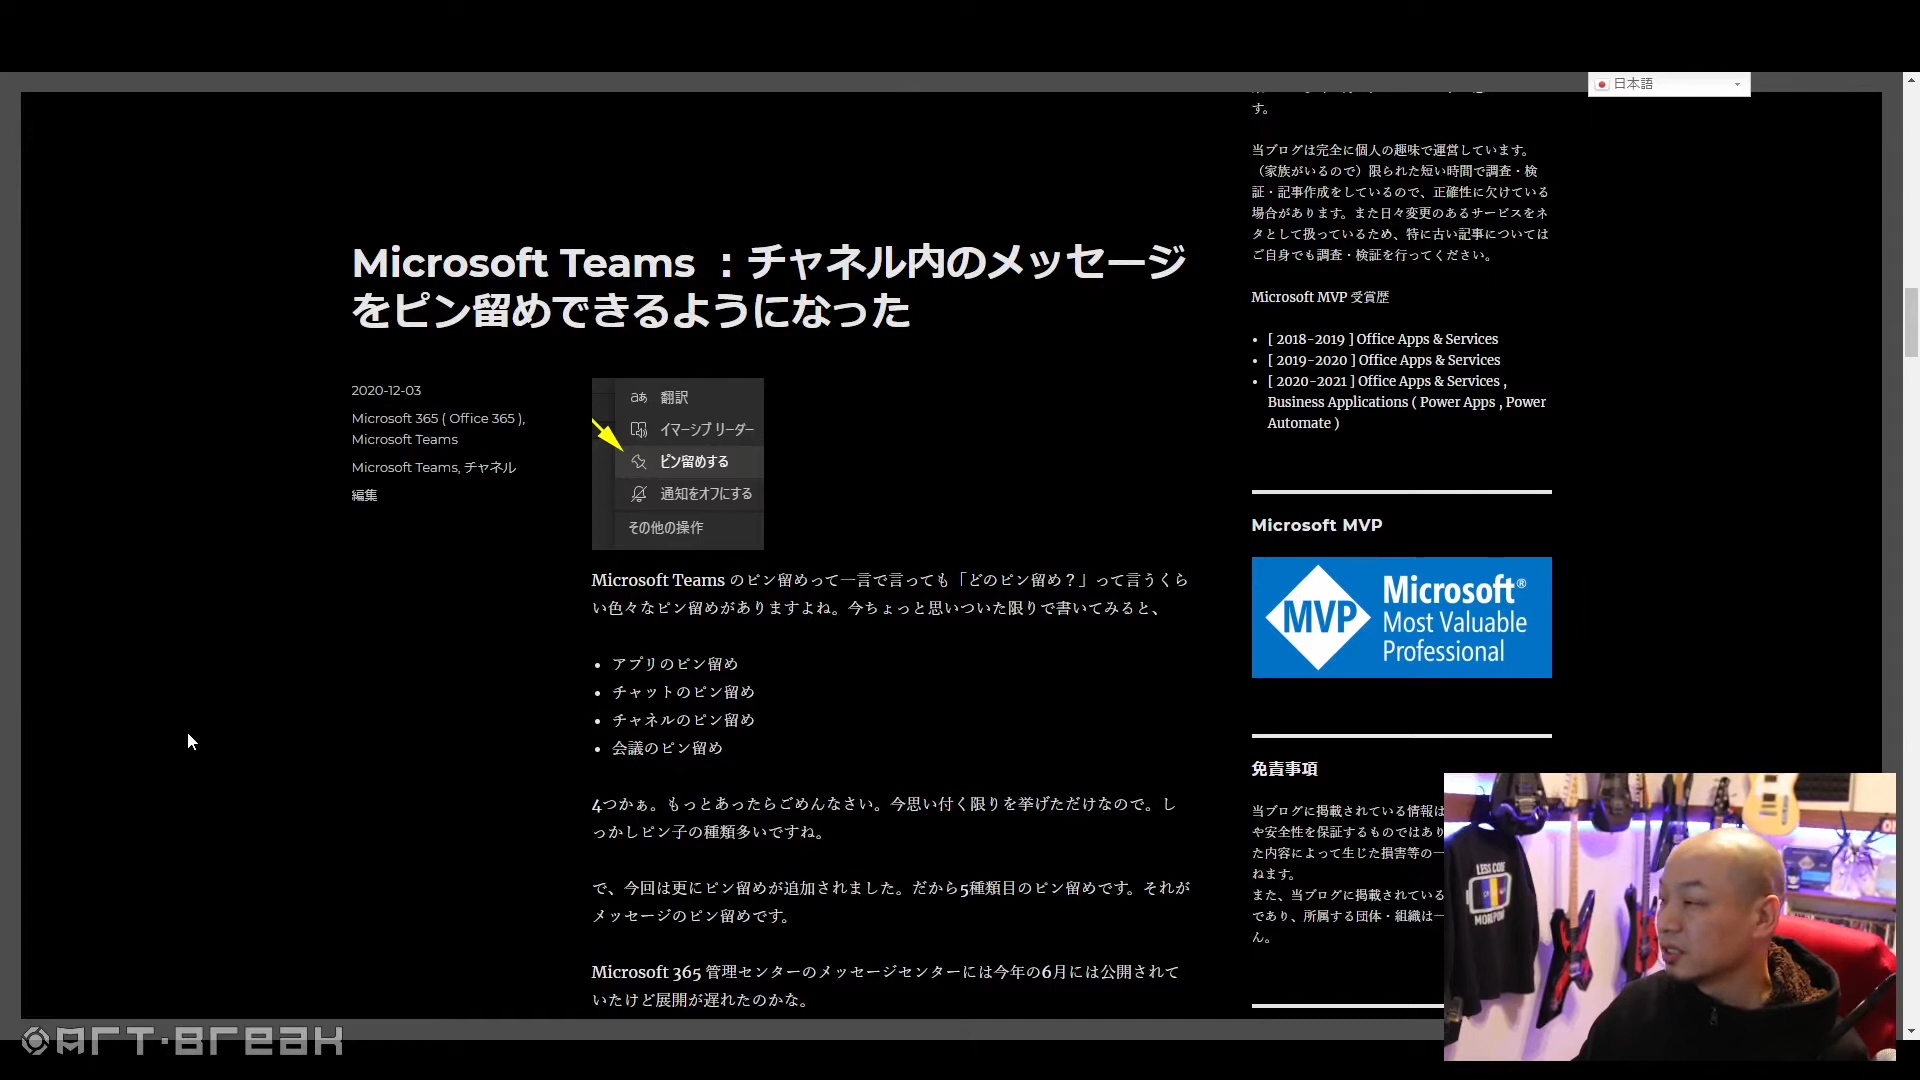 日本語
す。
当ブログは完全に個人の趣味で運営しています。
（家族がいるので）限られた短い時間で調査・検
証・記事作成をしているので、正確性に欠けている
場合があります。また日々変更のあるサービスをネ
タとして扱っているため、特に古い記事については
ご自身でも調査・検証を行ってください。
Microsoft MVP 受賞歴
[ 2018-2019 ] Office Apps & Services
[ 2019-2020 ] Office Apps & Services
[ 2020-2021 ] Office Apps & Services ,
Business Applications ( Power Apps , Power
Automate )
Microsoft Teams ：チャネル内のメッセージ
をピン留めできるようになった
2020-12-03
Microsoft 365 ( Office 365 ),
Microsoft Teams
Microsoft Teams, チャネル
編集
aあ 翻訳
イマーシブ リーダー
ピン留めする
通知をオフにする
その他の操作
Microsoft Teams のピン留めって一言で言っても「どのピン留め？」って言うくら
い色々なピン留めがありますよね。今ちょっと思いついた限りで書いてみると、
アプリのピン留め
チャットのピン留め
チャネルのピン留め
会議のピン留め
4つかぁ。もっとあったらごめんなさい。今思い付く限りを挙げただけなので。し
っかしピン子の種類多いですね。
で、今回は更にピン留めが追加されました。だから5種類目のピン留めです。それが
メッセージのピン留めです。
Microsoft 365 管理センターのメッセージセンターには今年の6月には公開されて
いたけど展開が遅れたのかな。
Microsoft MVP
MVP
Microsoft®
Most Valuable
Professional
免責事項
当ブログに掲載されている情報は
や安全性を保証するものではあり
た内容によって生じた損害等の一
ねます。
また、当ブログに掲載されている
であり、所属する団体・組織は一
ん。
LESS CODE
MORE POW
ART-BREAK